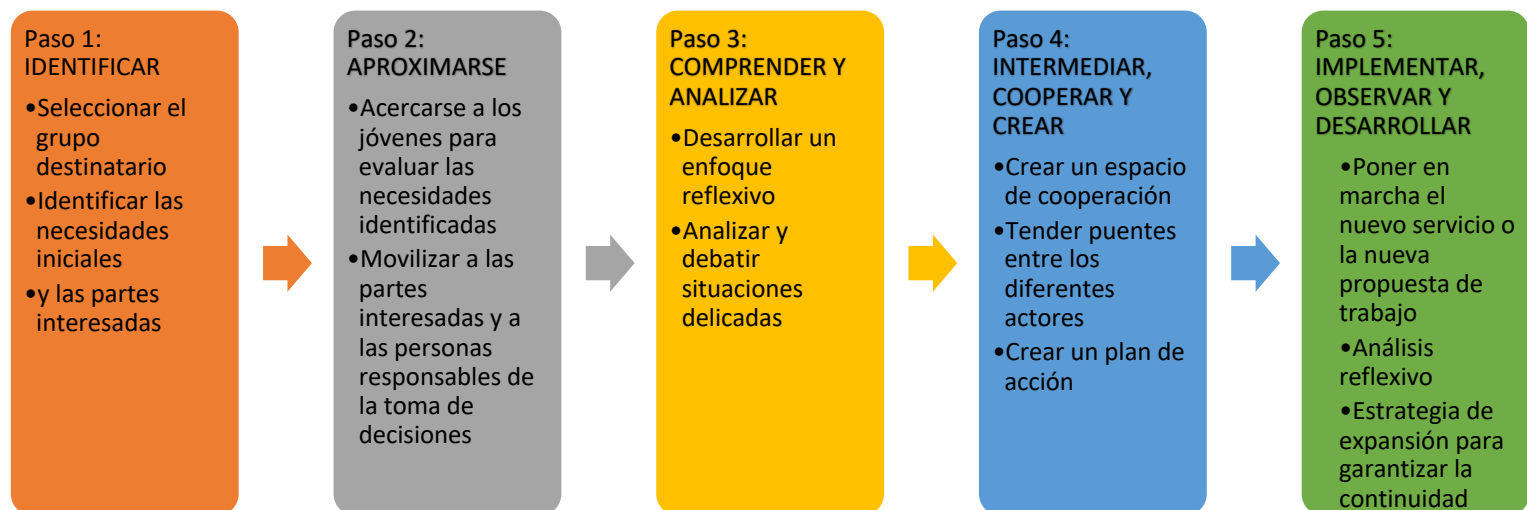 Paso 1:
IDENTIFICAR
•Seleccionar el
grupo
destinatario
•Identificar las
necesidades
iniciales
•y las partes
interesadas
Paso 2:
APROXIMARSE
•Acercarse a los
jóvenes para
evaluar las
necesidades
identificadas
•Movilizar a las
partes
interesadas y a
las personas
responsables de
la toma de
decisiones
Paso 3:
COMPRENDER Y
ANALIZAR
•Desarrollar un
enfoque
reflexivo
•Analizar y
debatir
situaciones
delicadas
Paso 4:
INTERMEDIAR,
COOPERAR Y
CREAR
•Crear un espacio
de cooperación
•Tender puentes
entre los
diferentes
actores
•Crear un plan de
acción
Paso 5:
IMPLEMENTAR,
OBSERVAR Y
DESARROLLAR
•Poner en
marcha el
nuevo servicio o
la nueva
propuesta de
trabajo
•Análisis
reflexivo
•Estrategia de
expansión para
garantizar la
continuidad